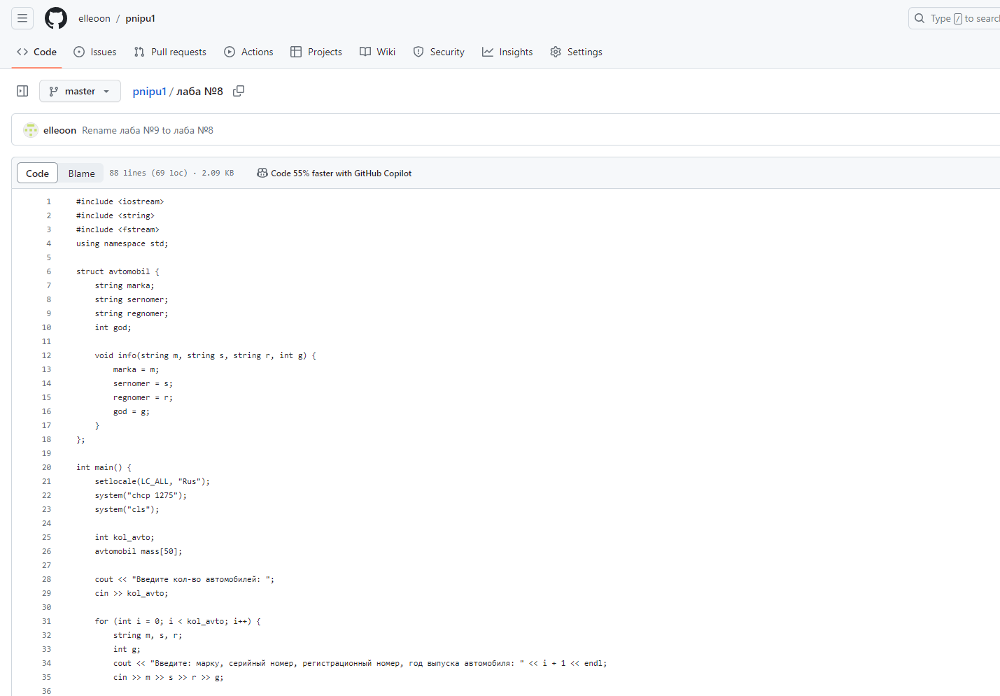 elleoon / pnipu1
Type / to search
Code Issues Pull requests Actions Projects Wiki Security Insights Settings
master pnipu1 / лаба №8
elleoon Rename лаба №9 to лаба №8
Code Blame 88 lines (69 loc) · 2.09 KB Code 55% faster with GitHub Copilot
1 #include <iostream>
2 #include <string>
3 #include <fstream>
4 using namespace std;
5
6 struct avtomobil {
7 string marka;
8 string sernomer;
9 string regnomer;
10 int god;
11
12 void info(string m, string s, string r, int g) {
13 marka = m;
14 sernomer = s;
15 regnomer = r;
16 god = g;
17 }
18 };
19
20 int main() {
21 setlocale(LC_ALL, "Rus");
22 system("chcp 1275");
23 system("cls");
24
25 int kol_avto;
26 avtomobil mass[50];
27
28 cout << "Введите кол-во автомобилей: ";
29 cin >> kol_avto;
30
31 for (int i = 0; i < kol_avto; i++) {
32 string m, s, r;
33 int g;
34 cout << "Введите: марку, серийный номер, регистрационный номер, год выпуска автомобиля: " << i + 1 << endl;
35 cin >> m >> s >> r >> g;
36